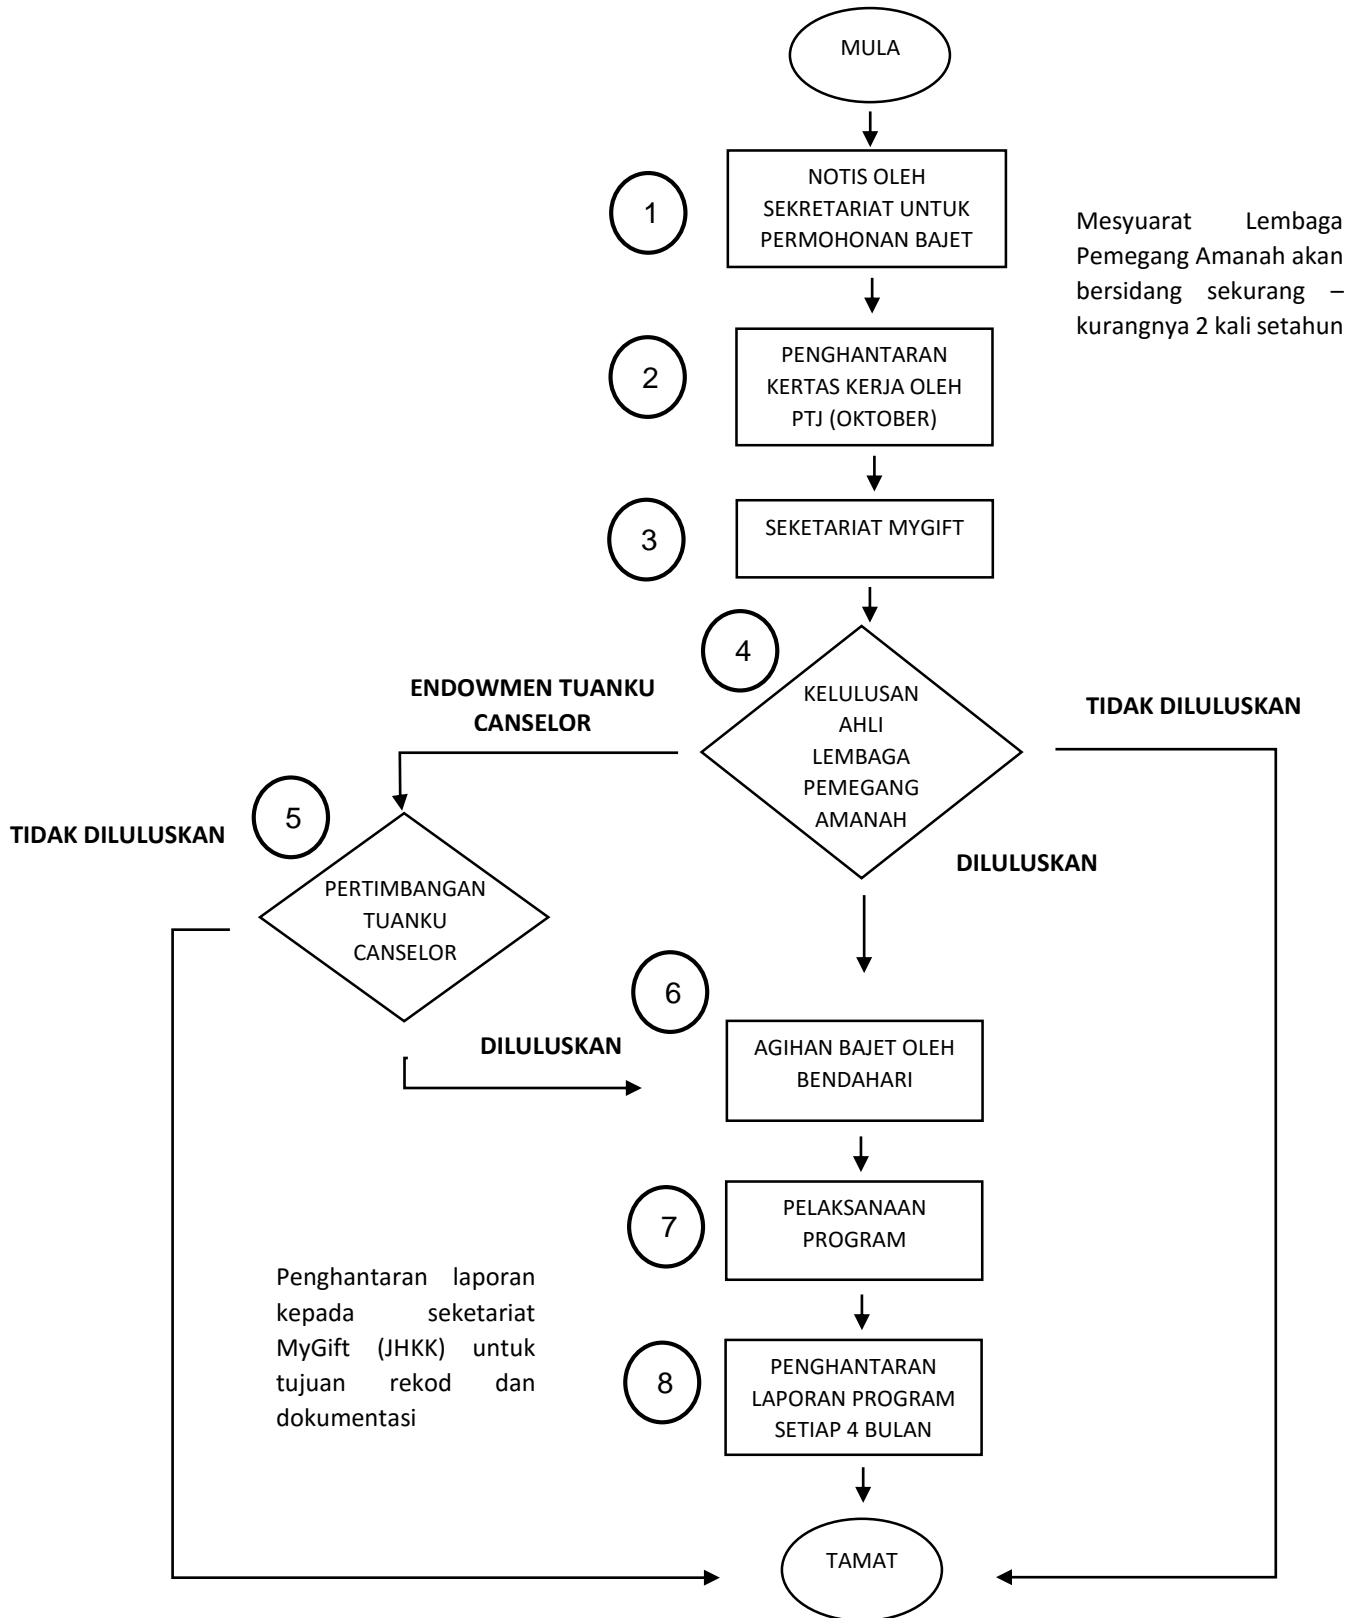 MULA
1
NOTIS OLEH
SEKRETARIAT UNTUK
PERMOHONAN BAJET
Mesyuarat Lembaga
Pemegang Amanah akan
bersidang sekurang –
kurangnya 2 kali setahun
2
PENGHANTARAN
KERTAS KERJA OLEH
PTJ (OKTOBER)
3
SEKETARIAT MYGIFT
4
KELULUSAN
AHLI
LEMBAGA
PEMEGANG
AMANAH
ENDOWMEN TUANKU
CANSELOR
TIDAK DILULUSKAN
5
TIDAK DILULUSKAN
PERTIMBANGAN
TUANKU
CANSELOR
DILULUSKAN
6
DILULUSKAN
AGIHAN BAJET OLEH
BENDAHARI
7
PELAKSANAAN
PROGRAM
Penghantaran laporan
kepada seketariat
MyGift (JHKK) untuk
tujuan rekod dan
dokumentasi
8
PENGHANTARAN
LAPORAN PROGRAM
SETIAP 4 BULAN
TAMAT